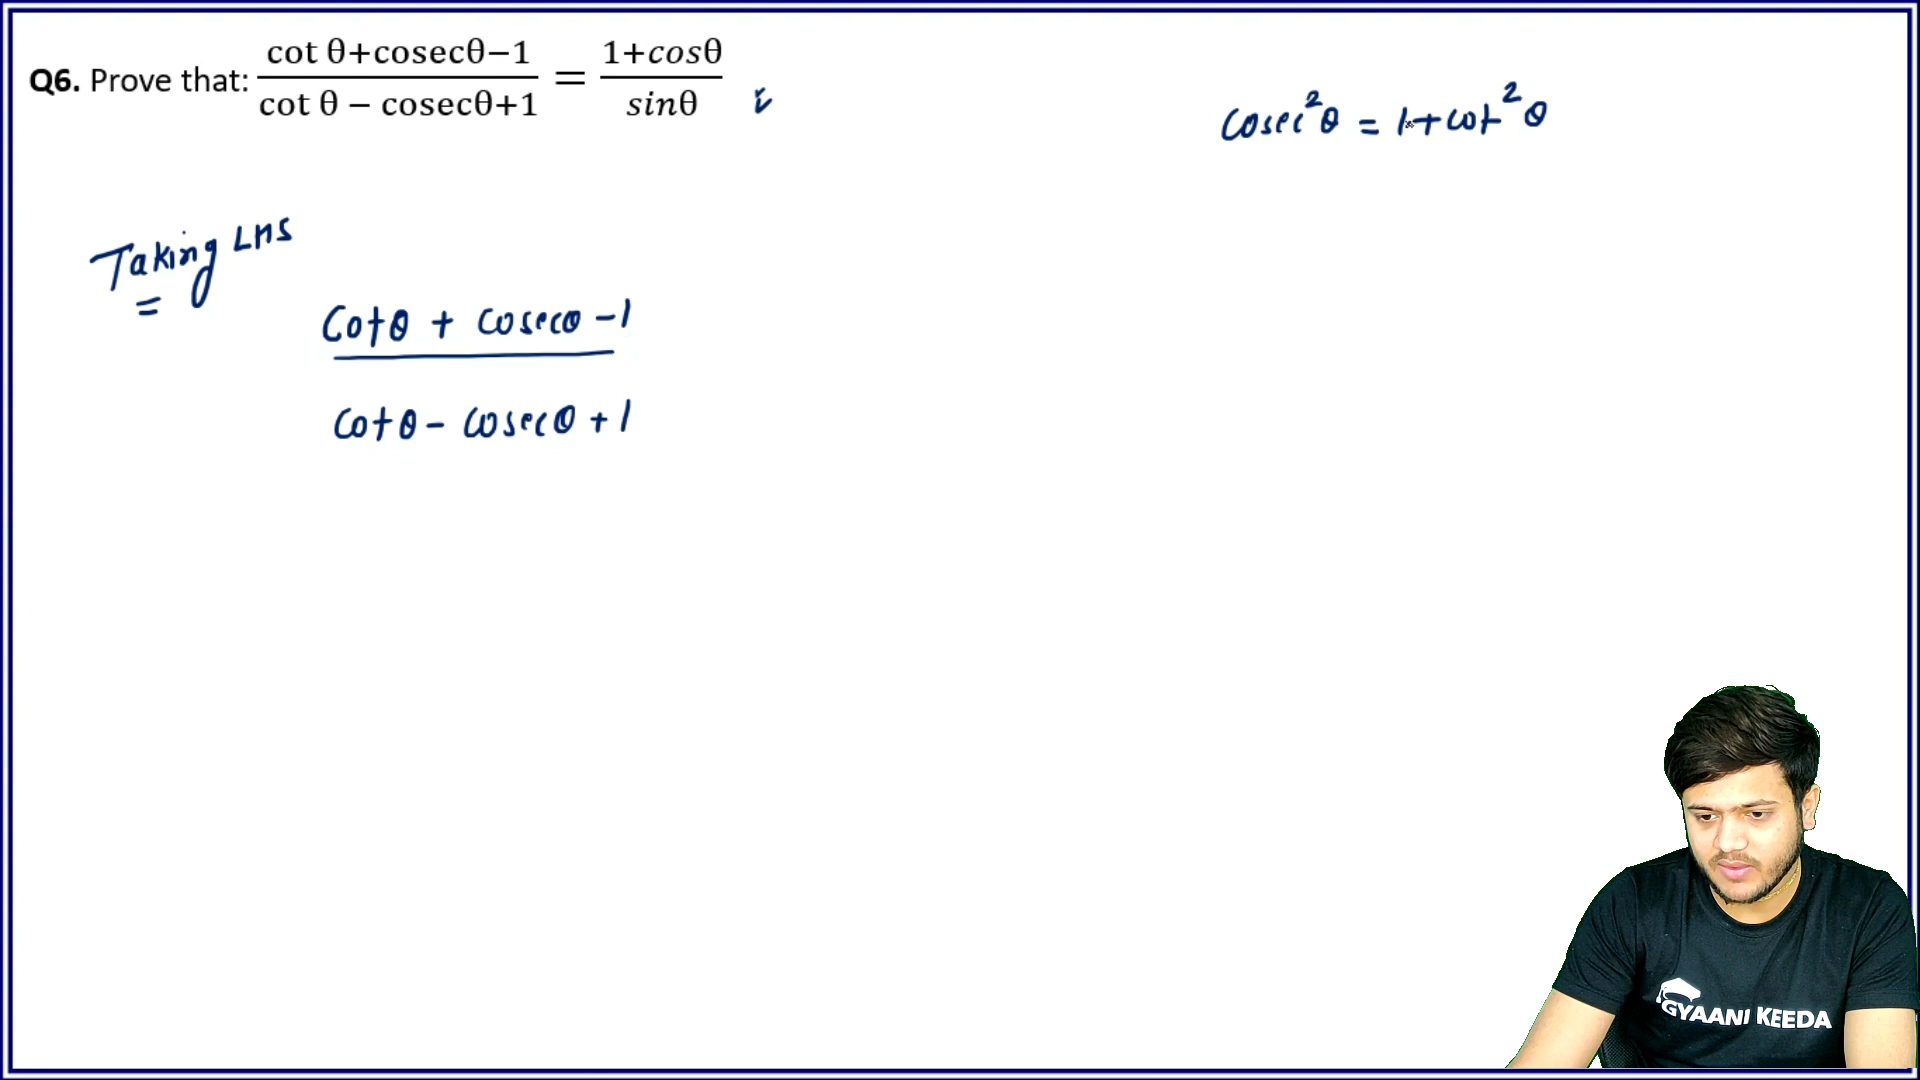 Q6. Prove that: (cot θ+cosecθ−1)/(cot θ − cosecθ+1) = (1+cosθ)/sinθ
cosec²θ = 1+cot²θ
Taking LHS
=
Cotθ + cosecθ −1
cotθ − cosecθ +1
GYAANI KEEDA